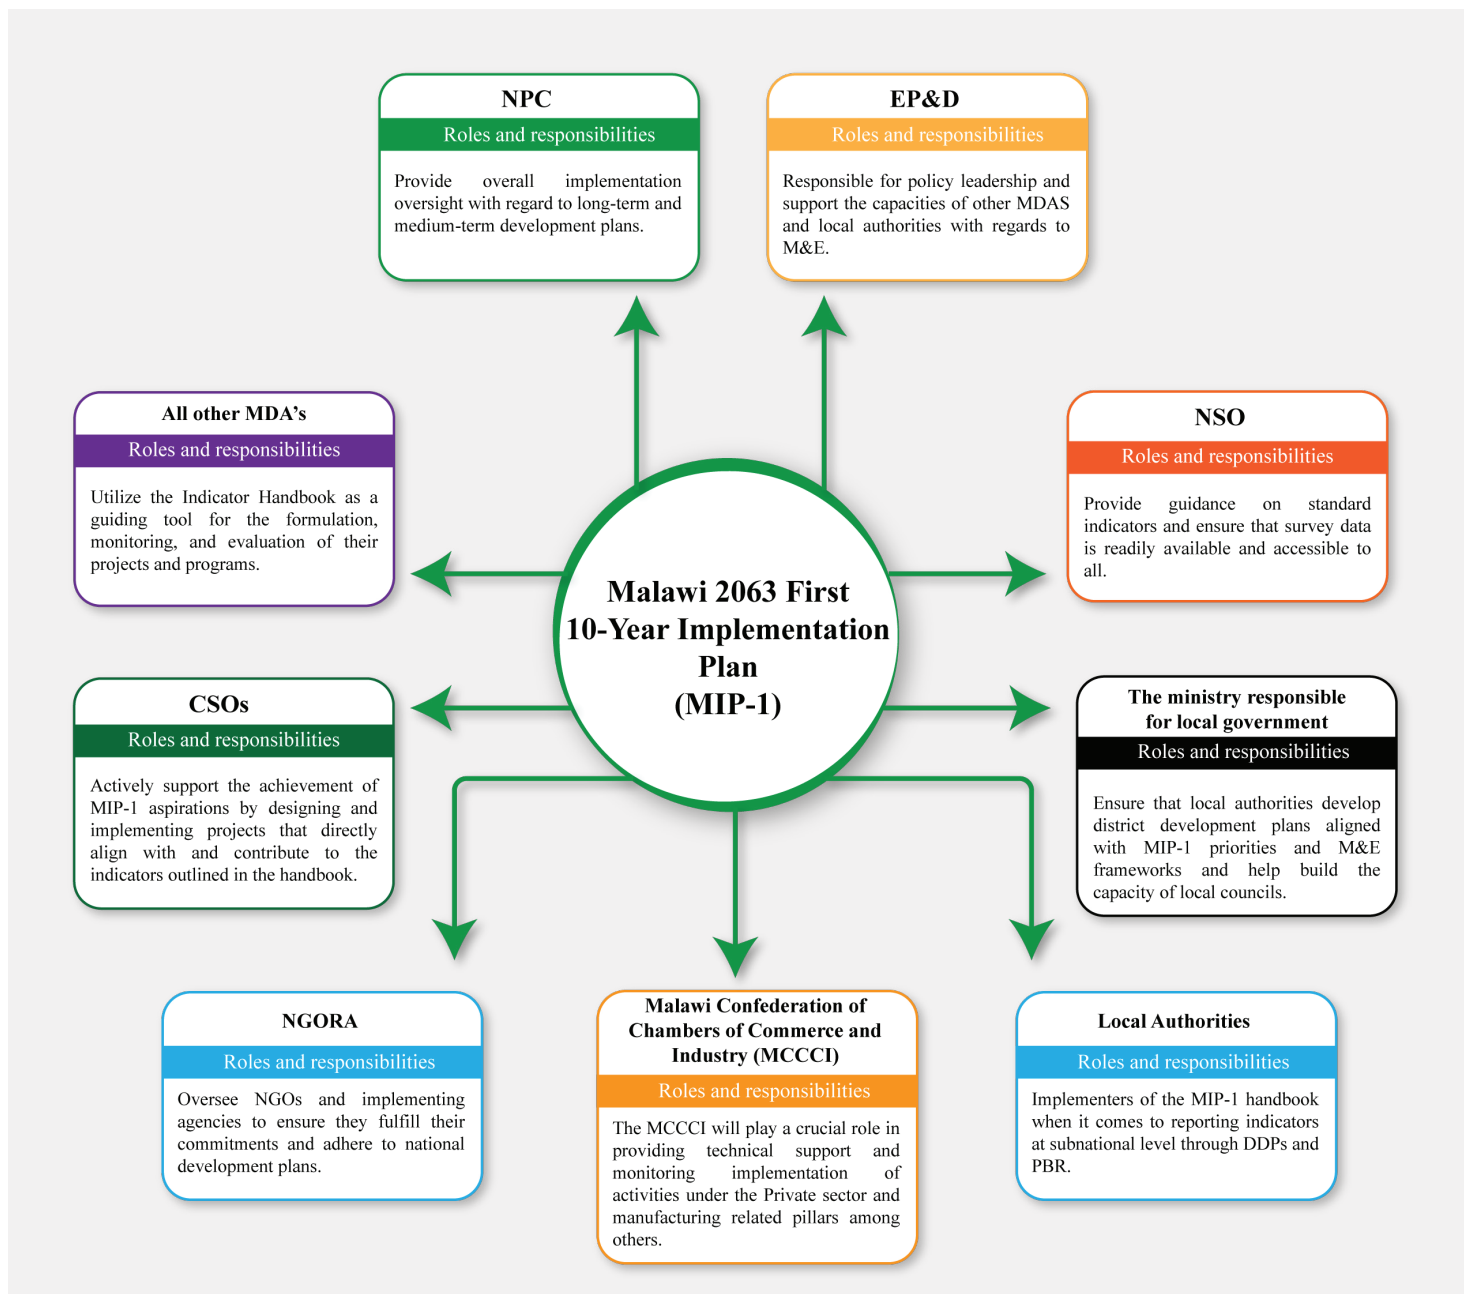 NPC
Roles and responsibilities
Provide overall implementation
oversight with regard to long-term and
medium-term development plans.
EP&D
Roles and responsibilities
Responsible for policy leadership and
support the capacities of other MDAS
and local authorities with regards to
M&E.
All other MDA’s
Roles and responsibilities
Utilize the Indicator Handbook as a
guiding tool for the formulation,
monitoring, and evaluation of their
projects and programs.
NSO
Roles and responsibilities
Provide guidance on standard
indicators and ensure that survey data
is readily available and accessible to
all.
Malawi 2063 First
10-Year Implementation
Plan
(MIP-1)
CSOs
Roles and responsibilities
Actively support the achievement of
MIP-1 aspirations by designing and
implementing projects that directly
align with and contribute to the
indicators outlined in the handbook.
The ministry responsible
for local government
Roles and responsibilities
Ensure that local authorities develop
district development plans aligned
with MIP-1 priorities and M&E
frameworks and help build the
capacity of local councils.
NGORA
Roles and responsibilities
Oversee NGOs and implementing
agencies to ensure they fulfill their
commitments and adhere to national
development plans.
Malawi Confederation of
Chambers of Commerce and
Industry (MCCCI)
Roles and responsibilities
The MCCCI will play a crucial role in
providing technical support and
monitoring implementation of
activities under the Private sector and
manufacturing related pillars among
others.
Local Authorities
Roles and responsibilities
Implementers of the MIP-1 handbook
when it comes to reporting indicators
at subnational level through DDPs and
PBR.